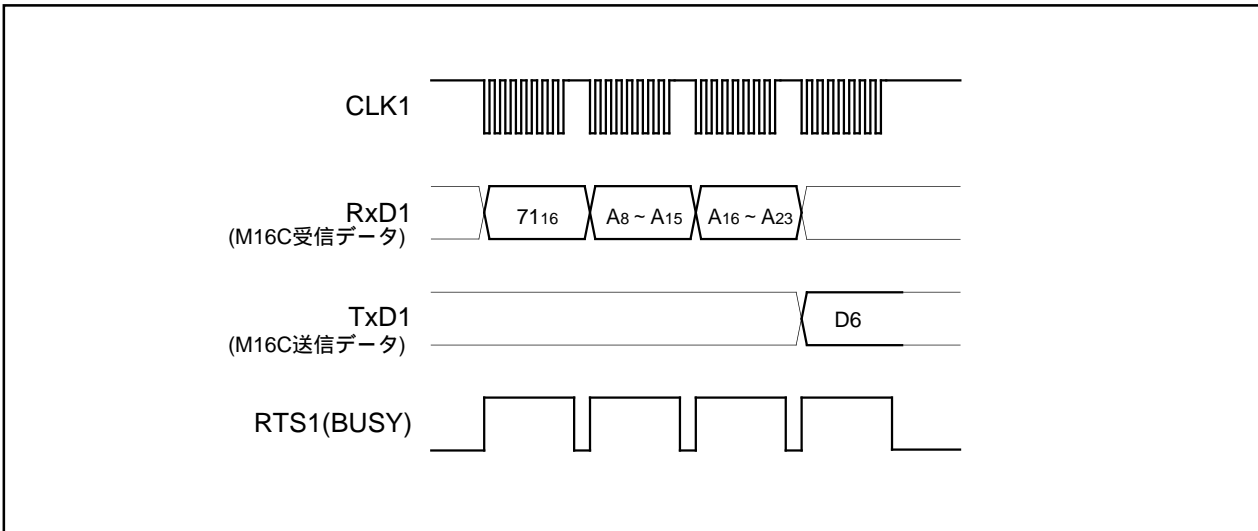 CLK1
RxD1
(M16C受信データ)
7116
A8 ~ A15
A16 ~ A23
TxD1
(M16C送信データ)
D6
RTS1(BUSY)